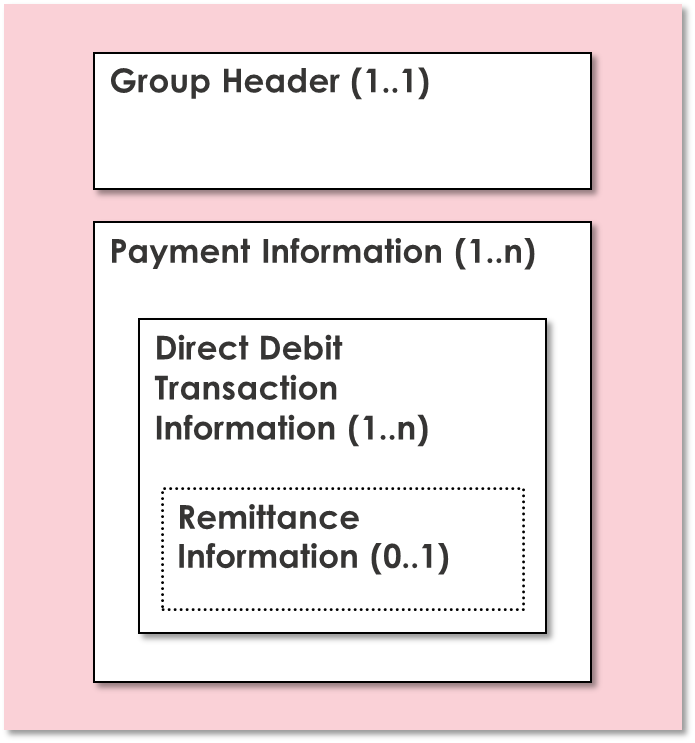 Group Header (1..1)
Payment Information (1..n)
Direct Debit
Transaction
Information (1..n)
Remittance
Information (0..1)